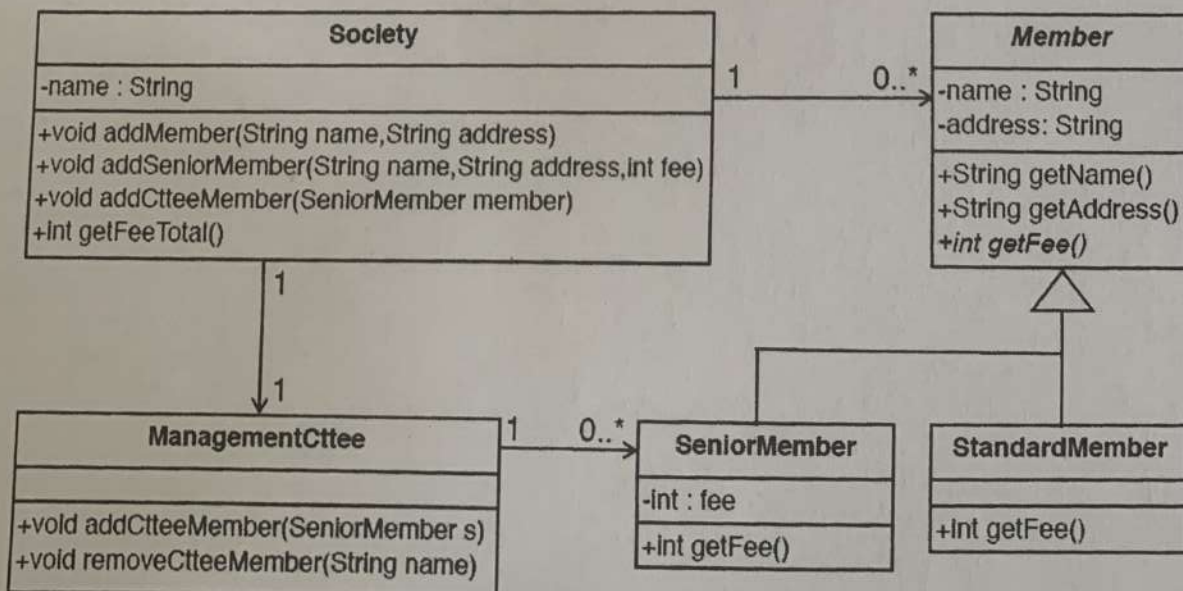 Society
-name : String
+void addMember(String name,String address)
+void addSeniorMember(String name,String address,int fee)
+void addCtteeMember(SeniorMember member)
+int getFeeTotal()
1
0..*
Member
-name : String
-address: String
+String getName()
+String getAddress()
+int getFee()
1
1
ManagementCttee
+void addCtteeMember(SeniorMember s)
+void removeCtteeMember(String name)
1
0..*
SeniorMember
-int : fee
+int getFee()
StandardMember
+int getFee()